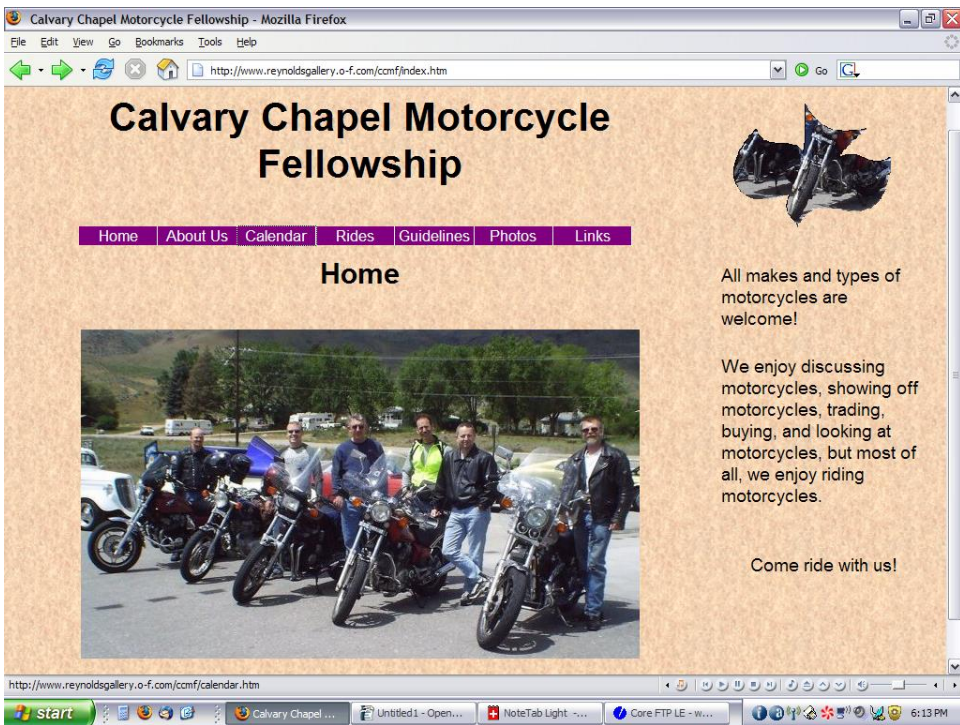 Calvary Chapel Motorcycle Fellowship - Mozilla Firefox
File Edit View Go Bookmarks Tools Help
http://www.reynoldsgallery.o-f.com/ccmf/index.htm
Go
G
Calvary Chapel Motorcycle
Fellowship
Home About Us Calendar Rides Guidelines Photos Links
Home
All makes and types of
motorcycles are
welcome!
We enjoy discussing
motorcycles, showing off
motorcycles, trading,
buying, and looking at
motorcycles, but most of
all, we enjoy riding
motorcycles.
Come ride with us!
http://www.reynoldsgallery.o-f.com/ccmf/calendar.htm
start
Calvary Chapel ...
Untitled1 - Open...
NoteTab Light -...
Core FTP LE - w...
6:13 PM